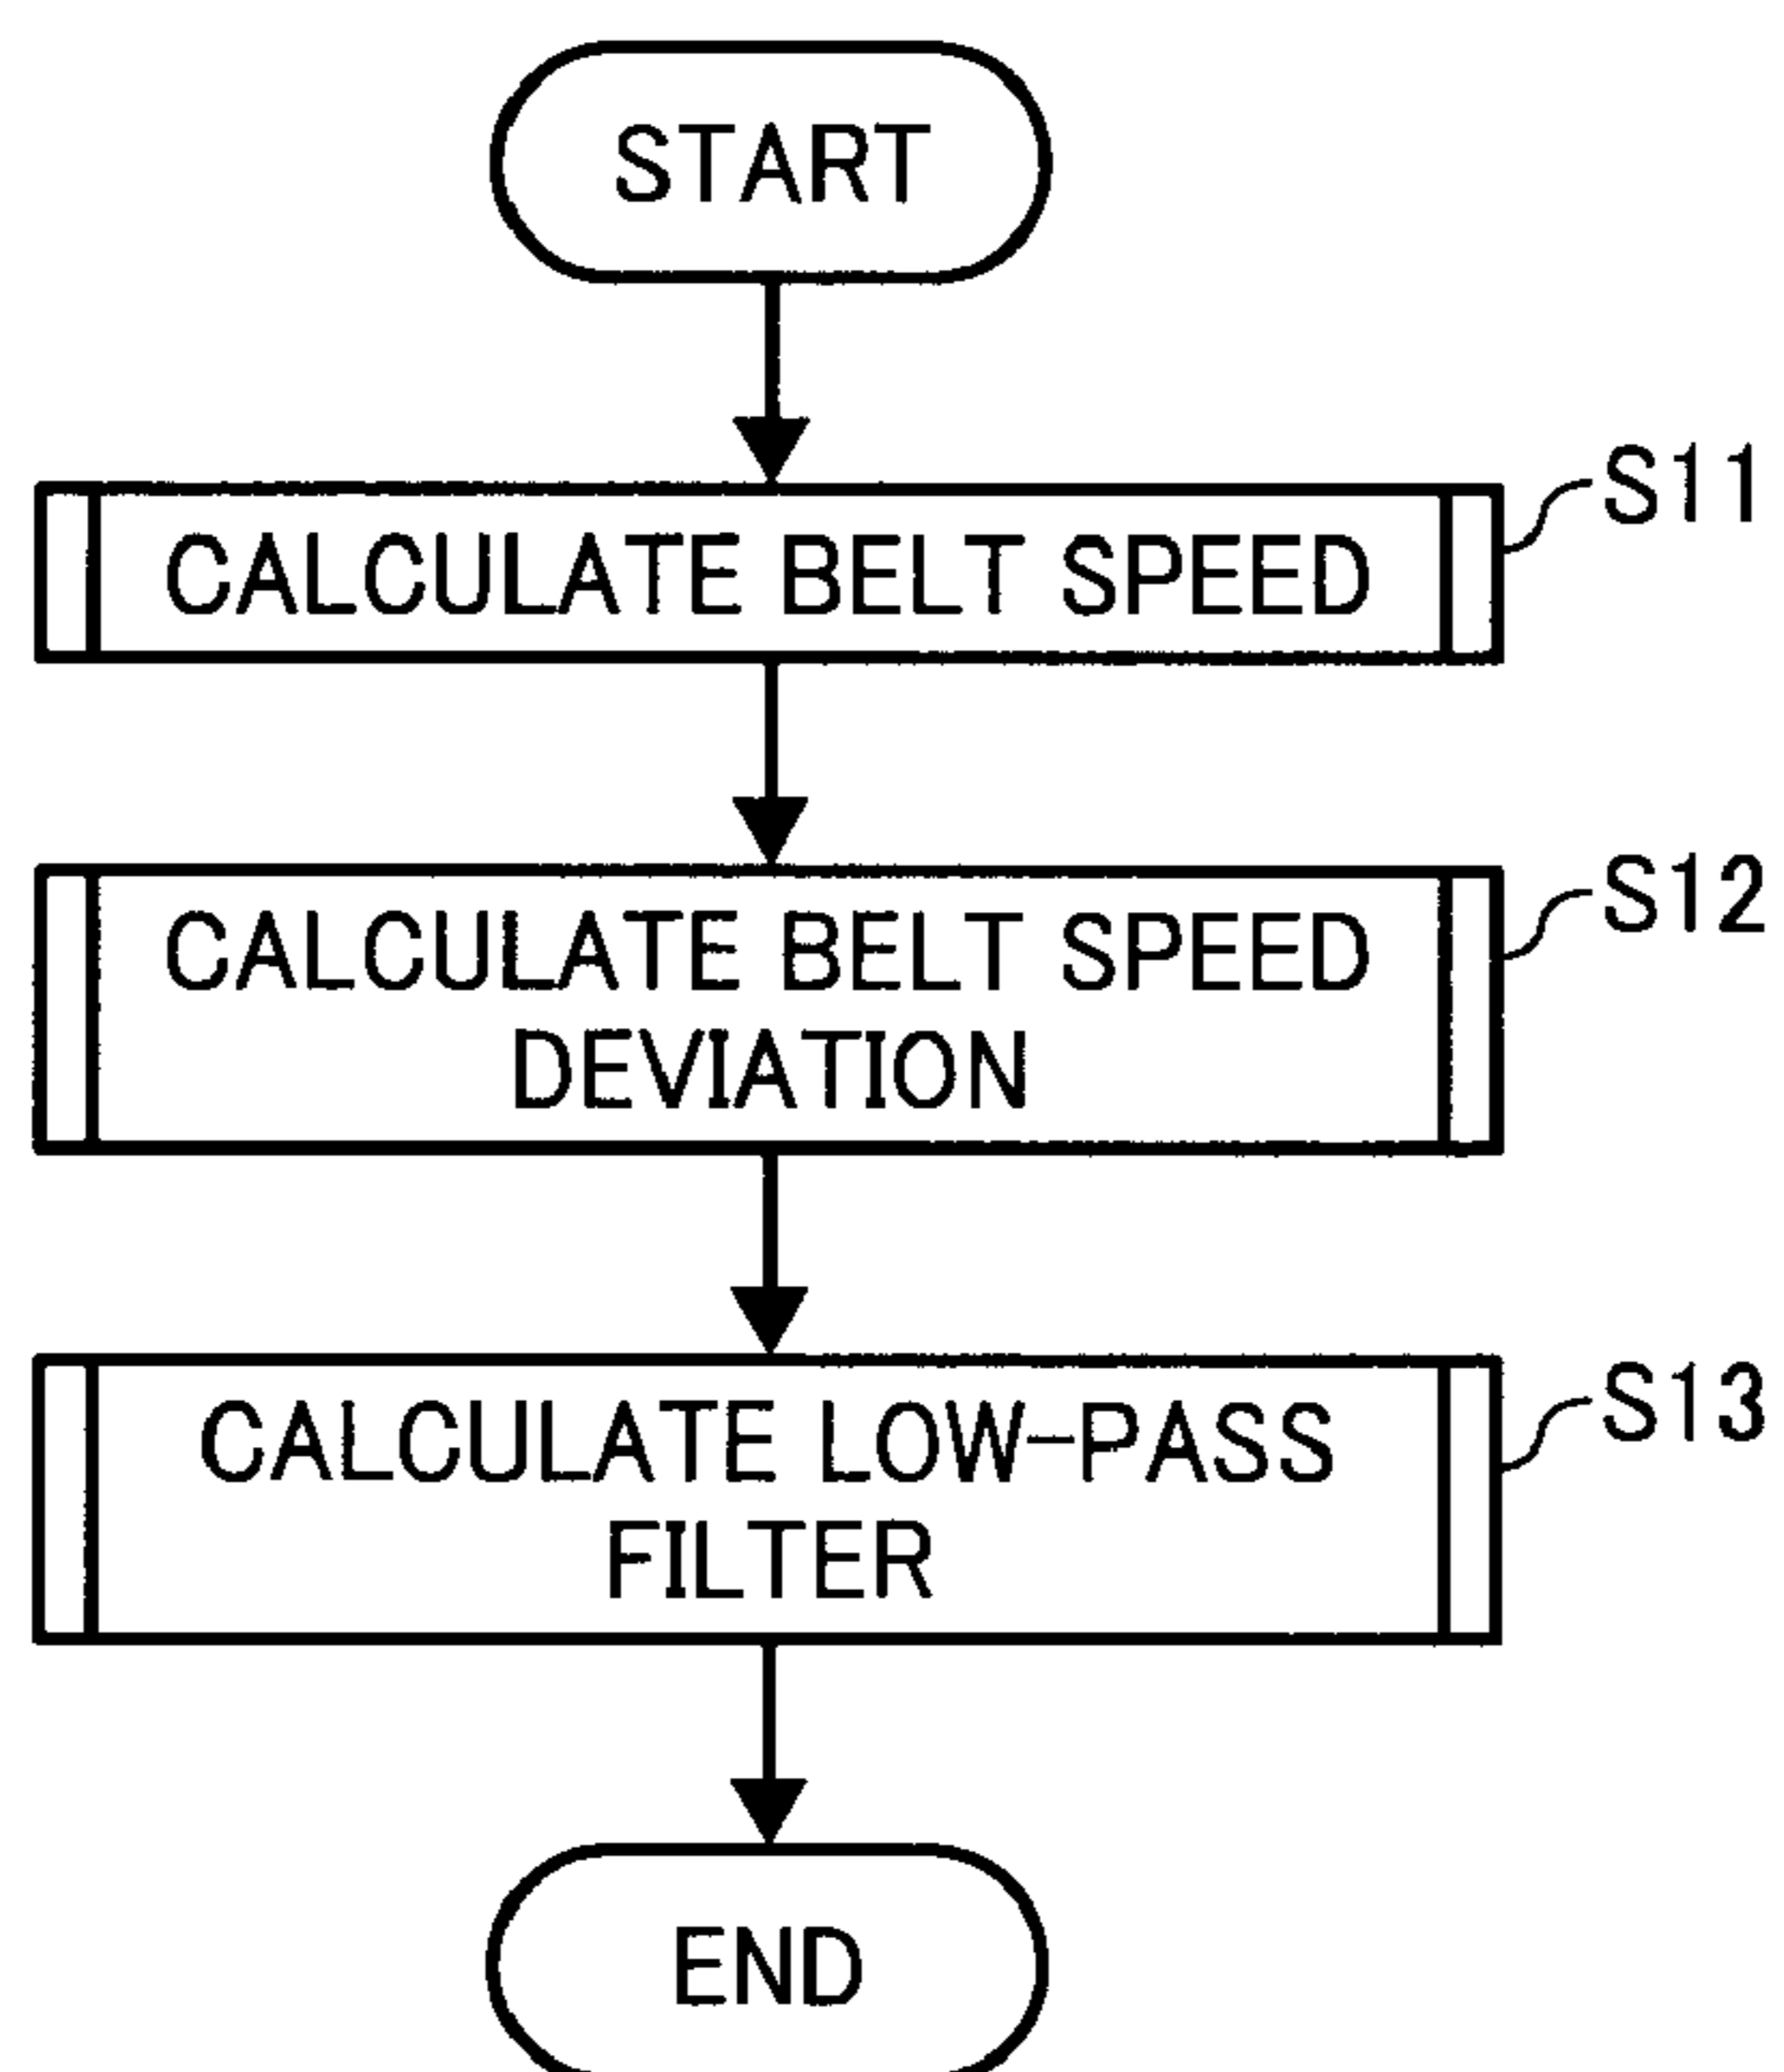 START
S11
CALCULATE BELT SPEED
S12
CALCULATE BELT SPEED
DEVIATION
S13
CALCULATE LOW-PASS
FILTER
END